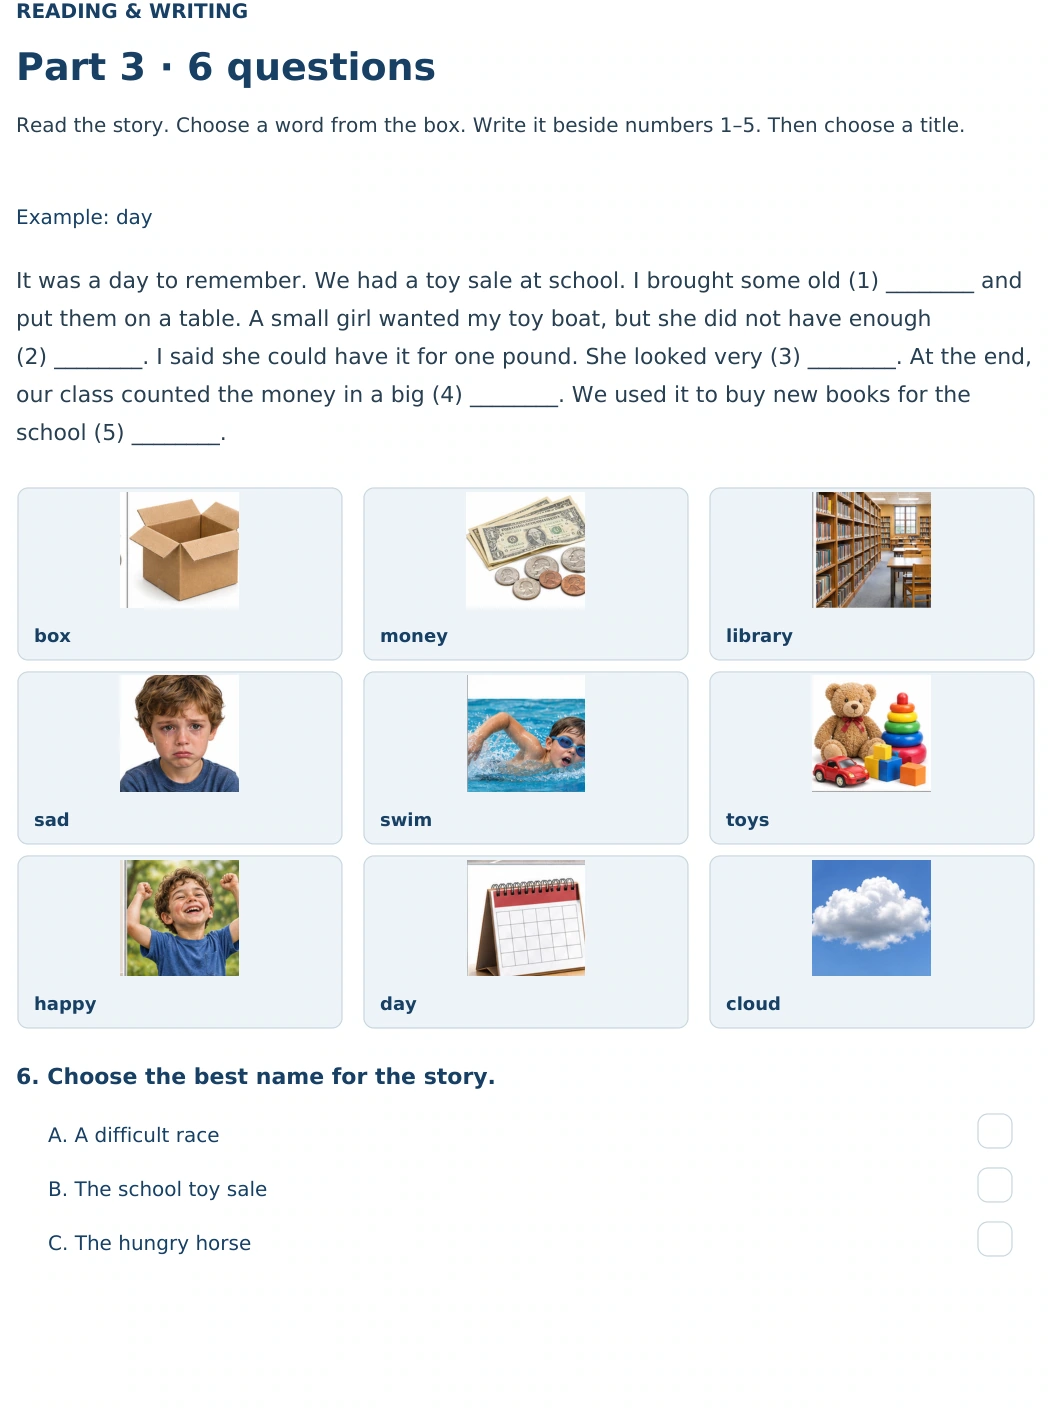 READING & WRITING
Part 3 · 6 questions
Read the story. Choose a word from the box. Write it beside numbers 1–5. Then choose a title.
Example: day
It was a day to remember. We had a toy sale at school. I brought some old (1) ________ and
put them on a table. A small girl wanted my toy boat, but she did not have enough
(2) ________. I said she could have it for one pound. She looked very (3) ________. At the end,
our class counted the money in a big (4) ________. We used it to buy new books for the
school (5) ________.
box
money
library
sad
swim
toys
happy
day
cloud
6. Choose the best name for the story.
A. A difficult race
B. The school toy sale
C. The hungry horse